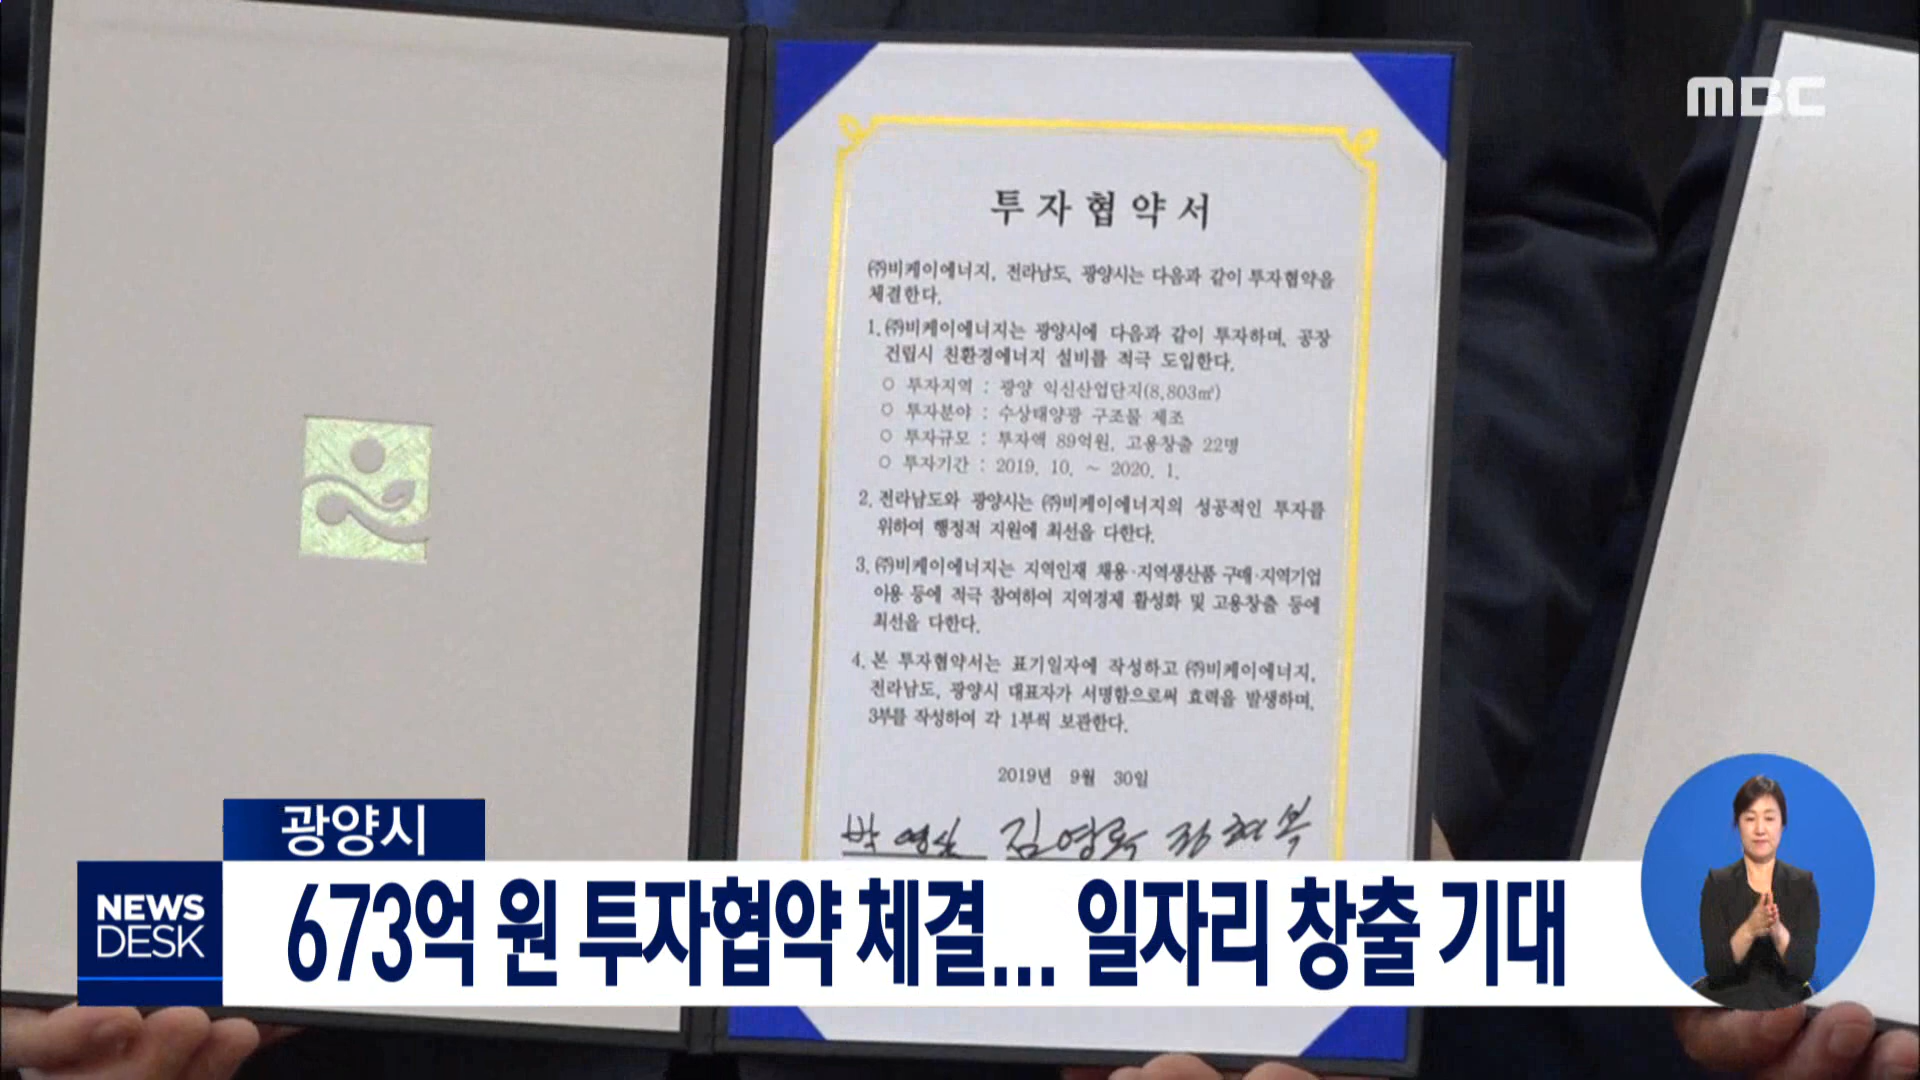 MBC
투자협약서
㈜비케이에너지, 전라남도, 광양시는 다음과 같이 투자협약을
체결한다.
1. ㈜비케이에너지는 광양시에 다음과 같이 투자하며, 공장
건립시 친환경에너지 설비를 적극 도입한다.
○ 투자지역 : 광양 익신산업단지(8,803㎡)
○ 투자분야 : 수상태양광 구조물 제조
○ 투자규모 : 투자액 89억원, 고용창출 22명
○ 투자기간 : 2019. 10. ~ 2020. 1.
2. 전라남도와 광양시는 ㈜비케이에너지의 성공적인 투자를
위하여 행정적 지원에 최선을 다한다.
3. ㈜비케이에너지는 지역인재 채용·지역생산품 구매·지역기업
이용 등에 적극 참여하여 지역경제 활성화 및 고용창출 등에
최선을 다한다.
4. 본 투자협약서는 표기일자에 작성하고 ㈜비케이에너지,
전라남도, 광양시 대표자가 서명함으로써 효력을 발생하며,
3부를 작성하여 각 1부씩 보관한다.
2019년 9월 30일
김영록 정현복
광양시
NEWS
DESK
673억 원 투자협약 체결... 일자리 창출 기대